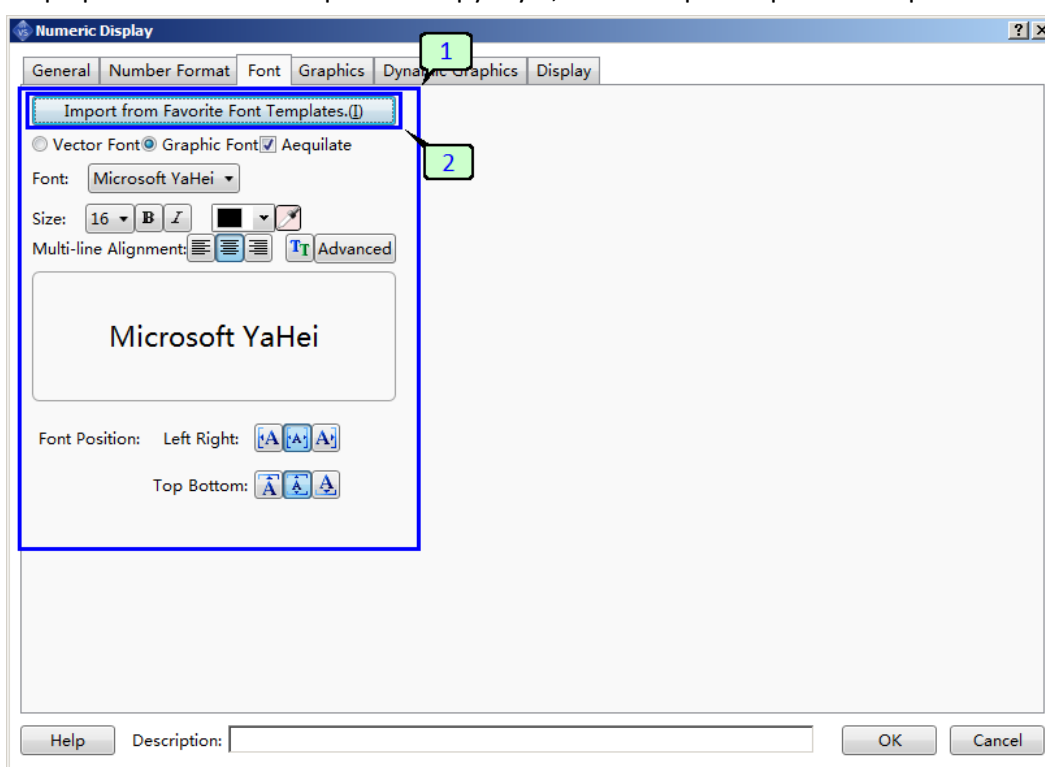 Numeric Display
1
General Number Format Font Graphics Dynamic Graphics Display
Import from Favorite Font Templates.(I)
Vector Font Graphic Font Aequilate
2
Font: Microsoft YaHei
Size: 16 B I
Multi-line Alignment: TT Advanced
Microsoft YaHei
Font Position: Left Right: A A A
Top Bottom: A A A
Help Description: OK Cancel